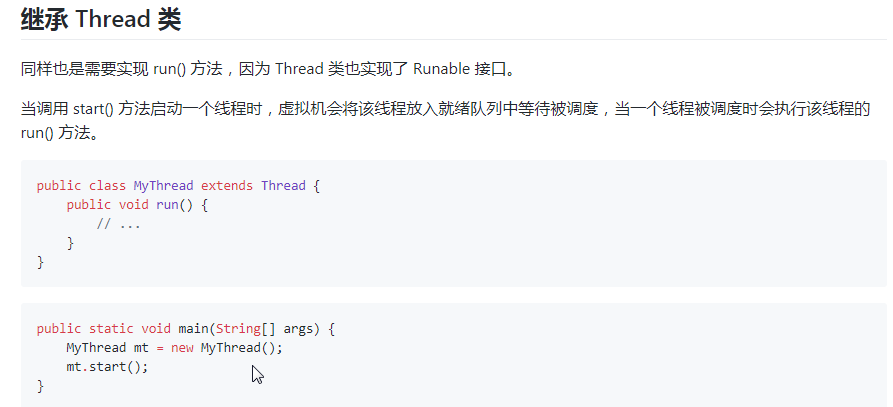 继承 Thread 类
同样也是需要实现 run() 方法，因为 Thread 类也实现了 Runable 接口。
当调用 start() 方法启动一个线程时，虚拟机会将该线程放入就绪队列中等待被调度，当一个线程被调度时会执行该线程的
run() 方法。
public class MyThread extends Thread {
    public void run() {
        // ...
    }
}
public static void main(String[] args) {
    MyThread mt = new MyThread();
    mt.start();
}